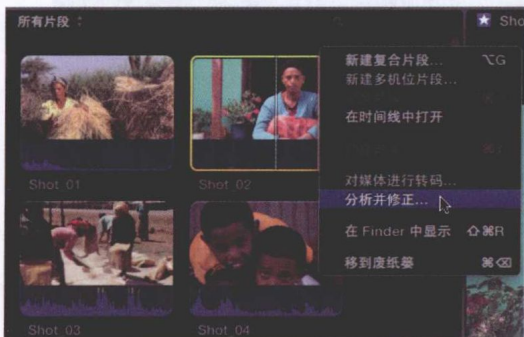 所有片段
Sho
新建复合片段... ⌥G
新建多机位片段...
在时间线中打开
对媒体进行转码...
分析并修正...
在 Finder 中显示 ⇧⌘R
移到废纸篓 ⌘⌫
Shot_01
Shot_02
Shot_03
Shot_04